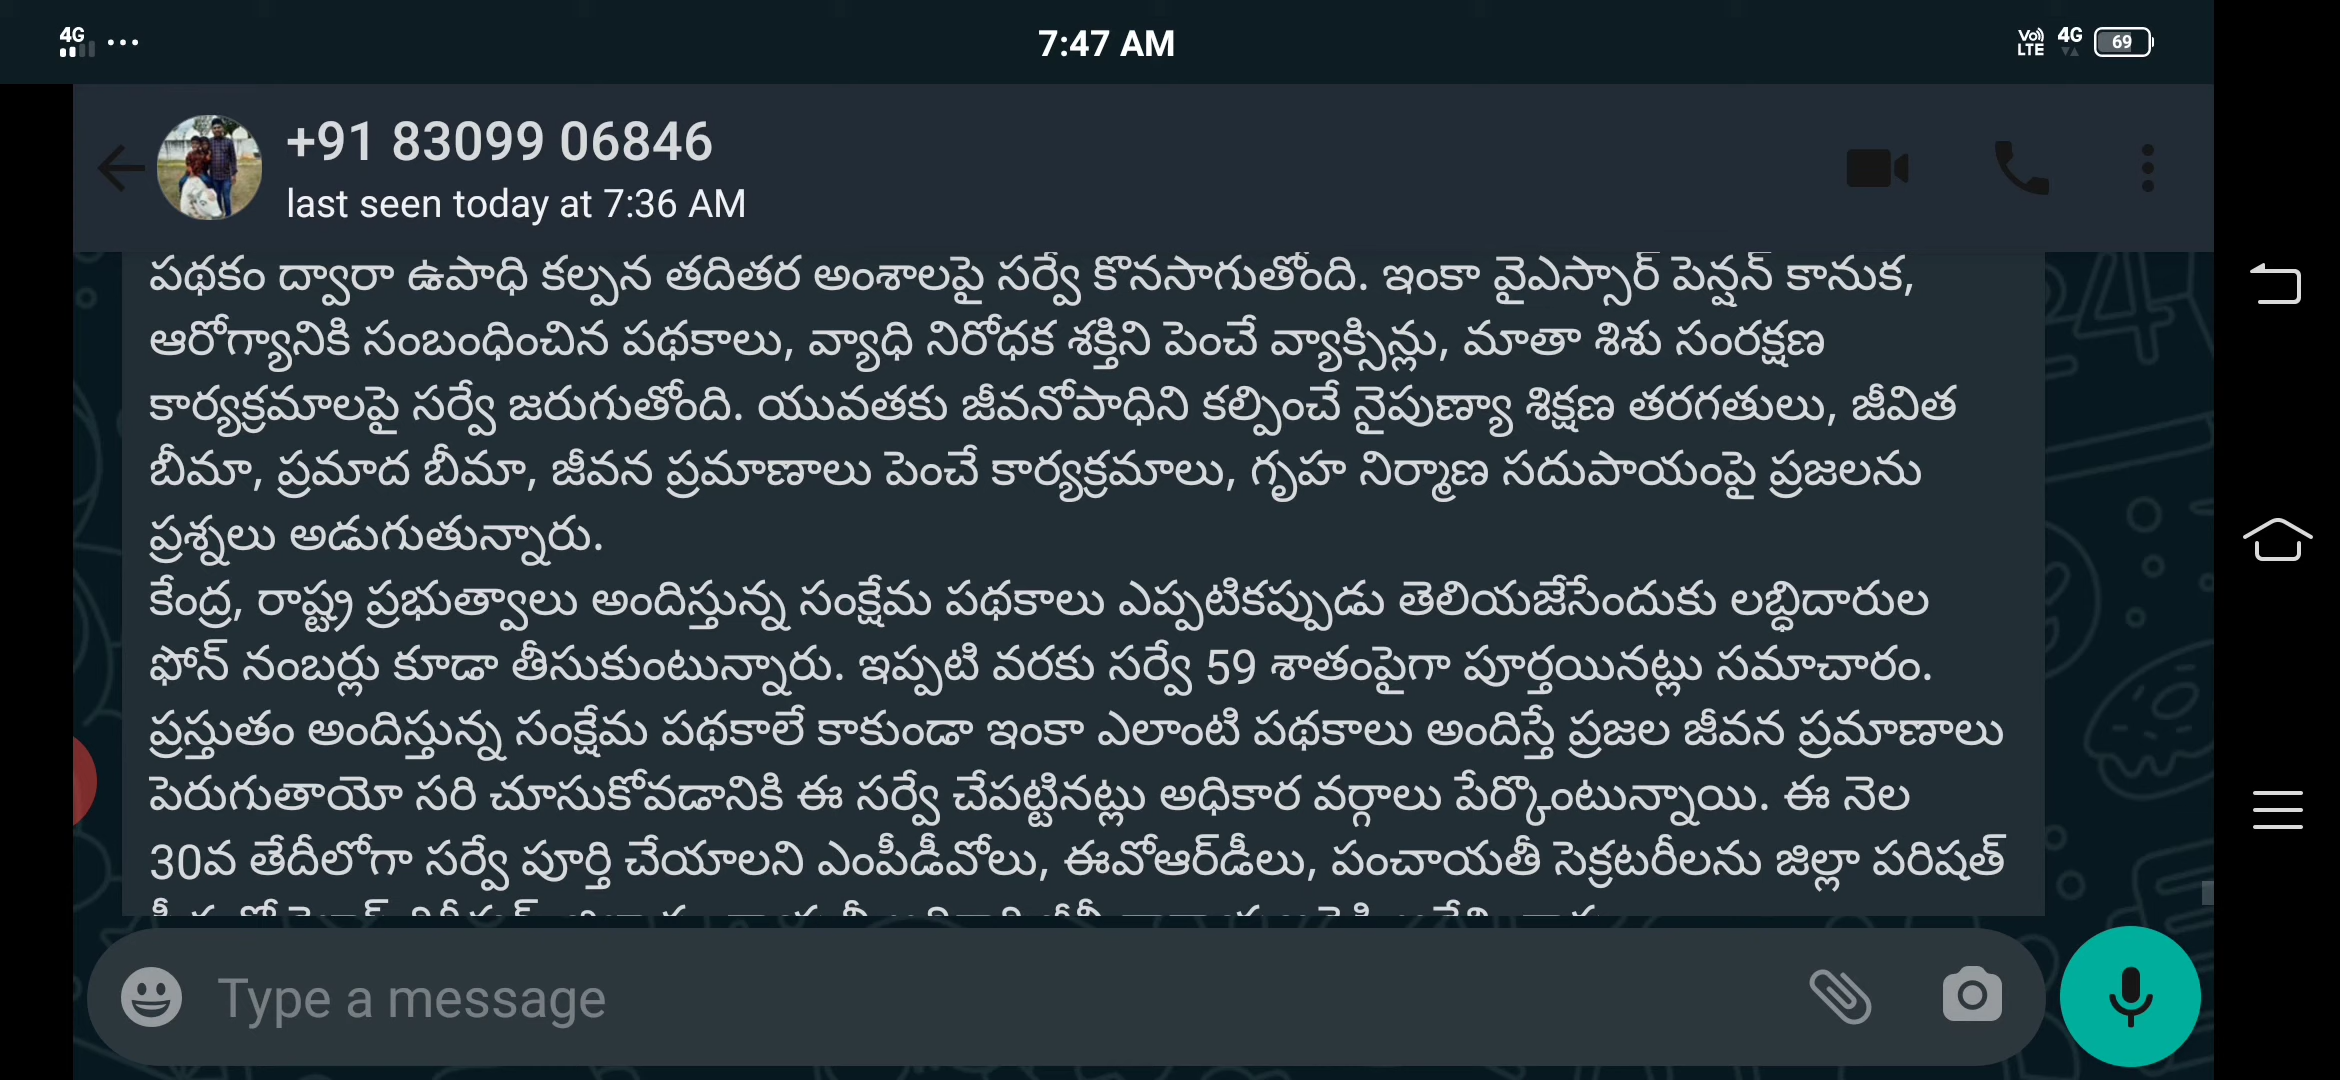 4G
7:47 AM
Vo) LTE 4G 69
+91 83099 06846
last seen today at 7:36 AM
పథకం ద్వారా ఉపాధి కల్పన తదితర అంశాలపై సర్వే కొనసాగుతోంది. ఇంకా వైఎస్సార్ పెన్షన్ కానుక,
ఆరోగ్యానికి సంబంధించిన పథకాలు, వ్యాధి నిరోధక శక్తిని పెంచే వ్యాక్సిన్లు, మాతా శిశు సంరక్షణ
కార్యక్రమాలపై సర్వే జరుగుతోంది. యువతకు జీవనోపాధిని కల్పించే నైపుణ్యా శిక్షణ తరగతులు, జీవిత
బీమా, ప్రమాద బీమా, జీవన ప్రమాణాలు పెంచే కార్యక్రమాలు, గృహ నిర్మాణ సదుపాయంపై ప్రజలను
ప్రశ్నలు అడుగుతున్నారు.
కేంద్ర, రాష్ట్ర ప్రభుత్వాలు అందిస్తున్న సంక్షేమ పథకాలు ఎప్పటికప్పుడు తెలియజేసేందుకు లబ్ధిదారుల
ఫోన్ నంబర్లు కూడా తీసుకుంటున్నారు. ఇప్పటి వరకు సర్వే 59 శాతంపైగా పూర్తయినట్లు సమాచారం.
ప్రస్తుతం అందిస్తున్న సంక్షేమ పథకాలే కాకుండా ఇంకా ఎలాంటి పథకాలు అందిస్తే ప్రజల జీవన ప్రమాణాలు
పెరుగుతాయో సరి చూసుకోవడానికి ఈ సర్వే చేపట్టినట్లు అధికార వర్గాలు పేర్కొంటున్నాయి. ఈ నెల
30వ తేదీలోగా సర్వే పూర్తి చేయాలని ఎంపీడీవోలు, ఈవోఆర్‌డీలు, పంచాయతీ సెక్రటరీలను జిల్లా పరిషత్
Type a message